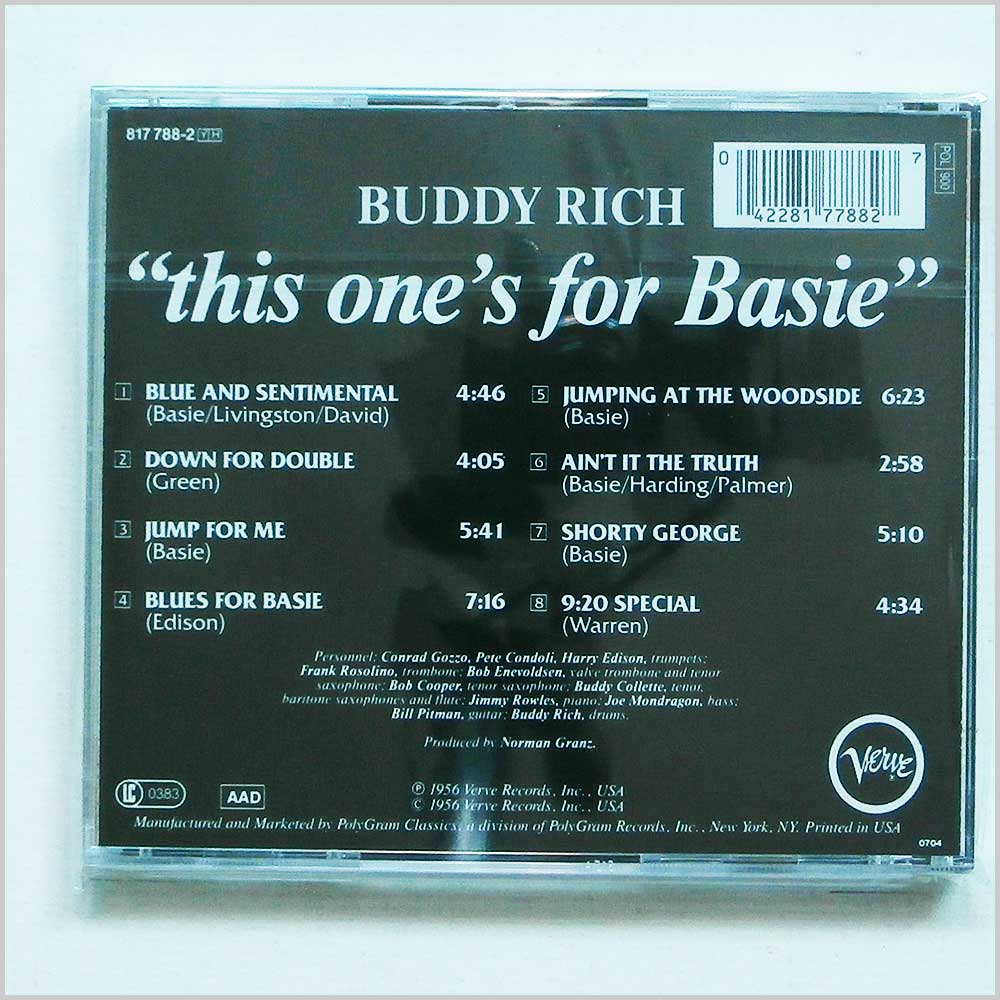 817 788-2 YH
0 42281 77882 7
POL 900
BUDDY RICH
“this one’s for Basie”
1 BLUE AND SENTIMENTAL 4:46
(Basie/Livingston/David)
2 DOWN FOR DOUBLE 4:05
(Green)
3 JUMP FOR ME 5:41
(Basie)
4 BLUES FOR BASIE 7:16
(Edison)
5 JUMPING AT THE WOODSIDE 6:23
(Basie)
6 AIN'T IT THE TRUTH 2:58
(Basie/Harding/Palmer)
7 SHORTY GEORGE 5:10
(Basie)
8 9:20 SPECIAL 4:34
(Warren)
Personnel: Conrad Gozzo, Pete Condoli, Harry Edison, trumpets;
Frank Rosolino, trombone; Bob Enevoldsen, valve trombone and tenor
saxophone; Bob Cooper, tenor saxophone; Buddy Collette, tenor,
baritone saxophones and flute; Jimmy Rowles, piano; Joe Mondragon, bass;
Bill Pitman, guitar; Buddy Rich, drums.
Produced by Norman Granz.
Verve
LC 0383
AAD
℗ 1956 Verve Records, Inc., USA
© 1956 Verve Records, Inc., USA
Manufactured and Marketed by PolyGram Classics, a division of PolyGram Records, Inc., New York, NY. Printed in USA
0704